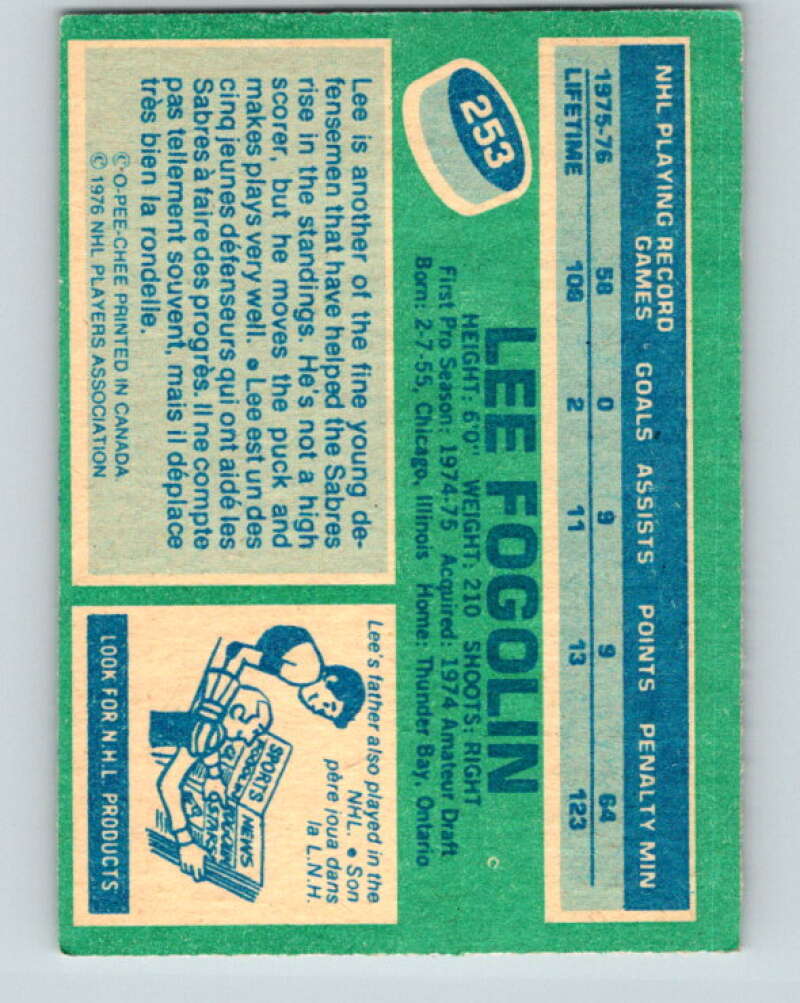 NHL PLAYING RECORD
GAMES GOALS ASSISTS POINTS PENALTY MIN
1975-76 58 0 9 9 64
LIFETIME 108 2 11 13 123
253
LEE FOGOLIN
HEIGHT: 6'0" WEIGHT: 210 SHOOTS: RIGHT
First Pro Season: 1974-75 Acquired: 1974 Amateur Draft
Born: 2-7-55, Chicago, Illinois Home: Thunder Bay, Ontario
Lee is another of the fine young de-
fensemen that have helped the Sabres
rise in the standings. He's not a high
scorer, but he moves the puck and
makes plays very well. • Lee est un des
cinq jeunes défenseurs qui ont aidé les
Sabres à faire des progrès. Il ne compte
pas tellement souvent, mais il déplace
très bien la rondelle.
© O-PEE-CHEE PRINTED IN CANADA
© 1976 NHL PLAYERS ASSOCIATION
Lee's father also played in the
NHL. • Son
père joua dans
la L.N.H.
SPORTS
NEWS
FOGOLIN
LOOK FOR N.H.L PRODUCTS